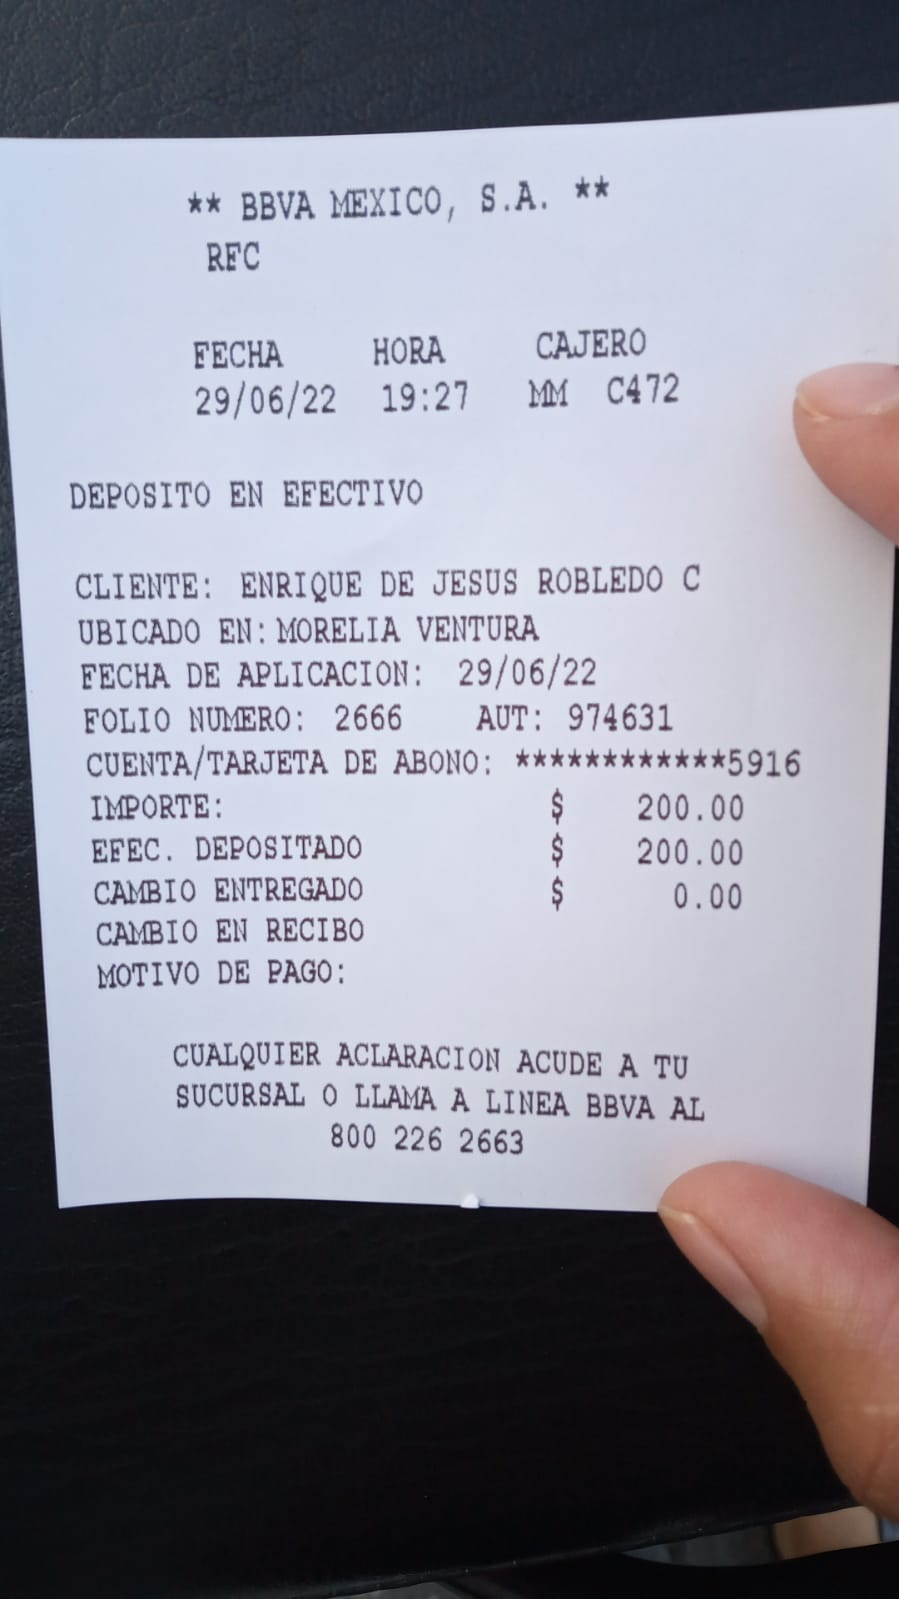 ** BBVA MEXICO, S.A. **
RFC
FECHA HORA CAJERO
29/06/22 19:27 MM C472
DEPOSITO EN EFECTIVO
CLIENTE: ENRIQUE DE JESUS ROBLEDO C
UBICADO EN: MORELIA VENTURA
FECHA DE APLICACION: 29/06/22
FOLIO NUMERO: 2666 AUT: 974631
CUENTA/TARJETA DE ABONO: ************5916
IMPORTE: $ 200.00
EFEC. DEPOSITADO $ 200.00
CAMBIO ENTREGADO $ 0.00
CAMBIO EN RECIBO
MOTIVO DE PAGO:
CUALQUIER ACLARACION ACUDE A TU
SUCURSAL O LLAMA A LINEA BBVA AL
800 226 2663